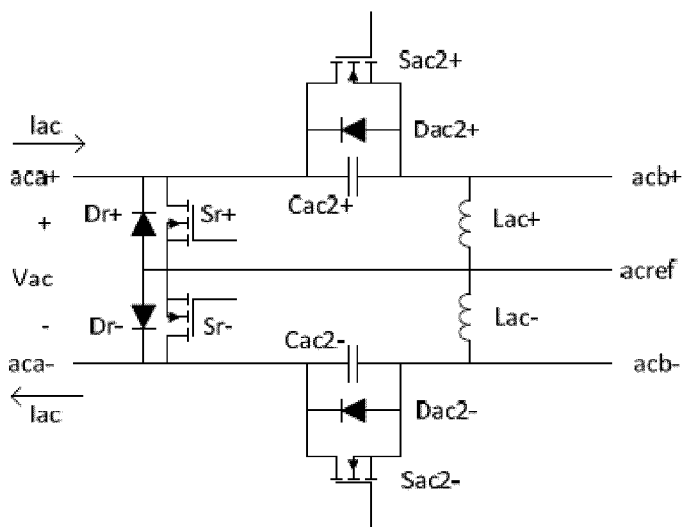 Sac2+
Iac
Dac2+
aca+
acb+
Cac2+
Dr+
Sr+
Lac+
+
acref
Vac
-
Dr-
Sr-
Lac-
Cac2-
aca-
acb-
Iac
Dac2-
Sac2-